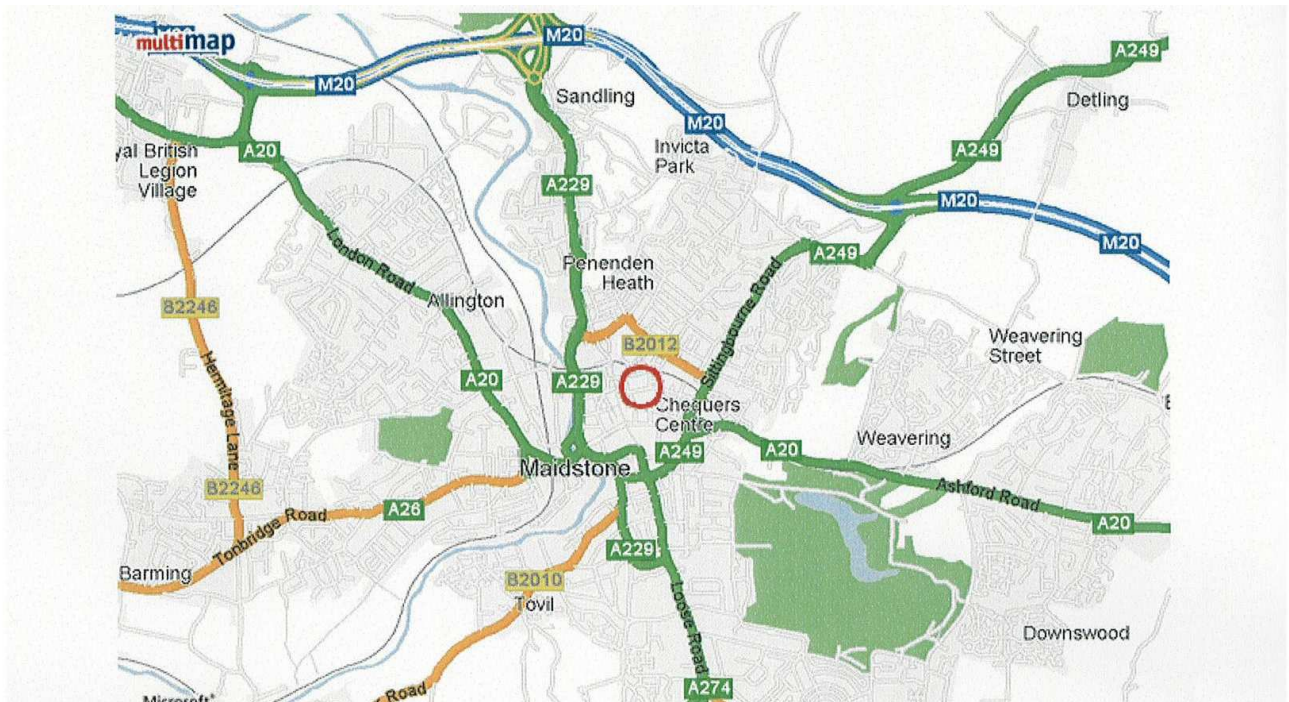 multimap
M20
M20
A249
Sandling
Detling
M20
A20
yal British
Legion
Village
Invicta
Park
A249
A229
M20
London Road
A249
M20
Penenden
Heath
Allington
B2246
Sittingbourne Road
B2012
Weavering
Street
Hermitage Lane
A20
A229
Chequers
Centre
Weavering
A249
A20
Maidstone
B2246
Ashford Road
A26
Tonbridge Road
A20
A229
Barming
B2010
Tovil
Loose Road
Downswood
A274
Road
Microsoft